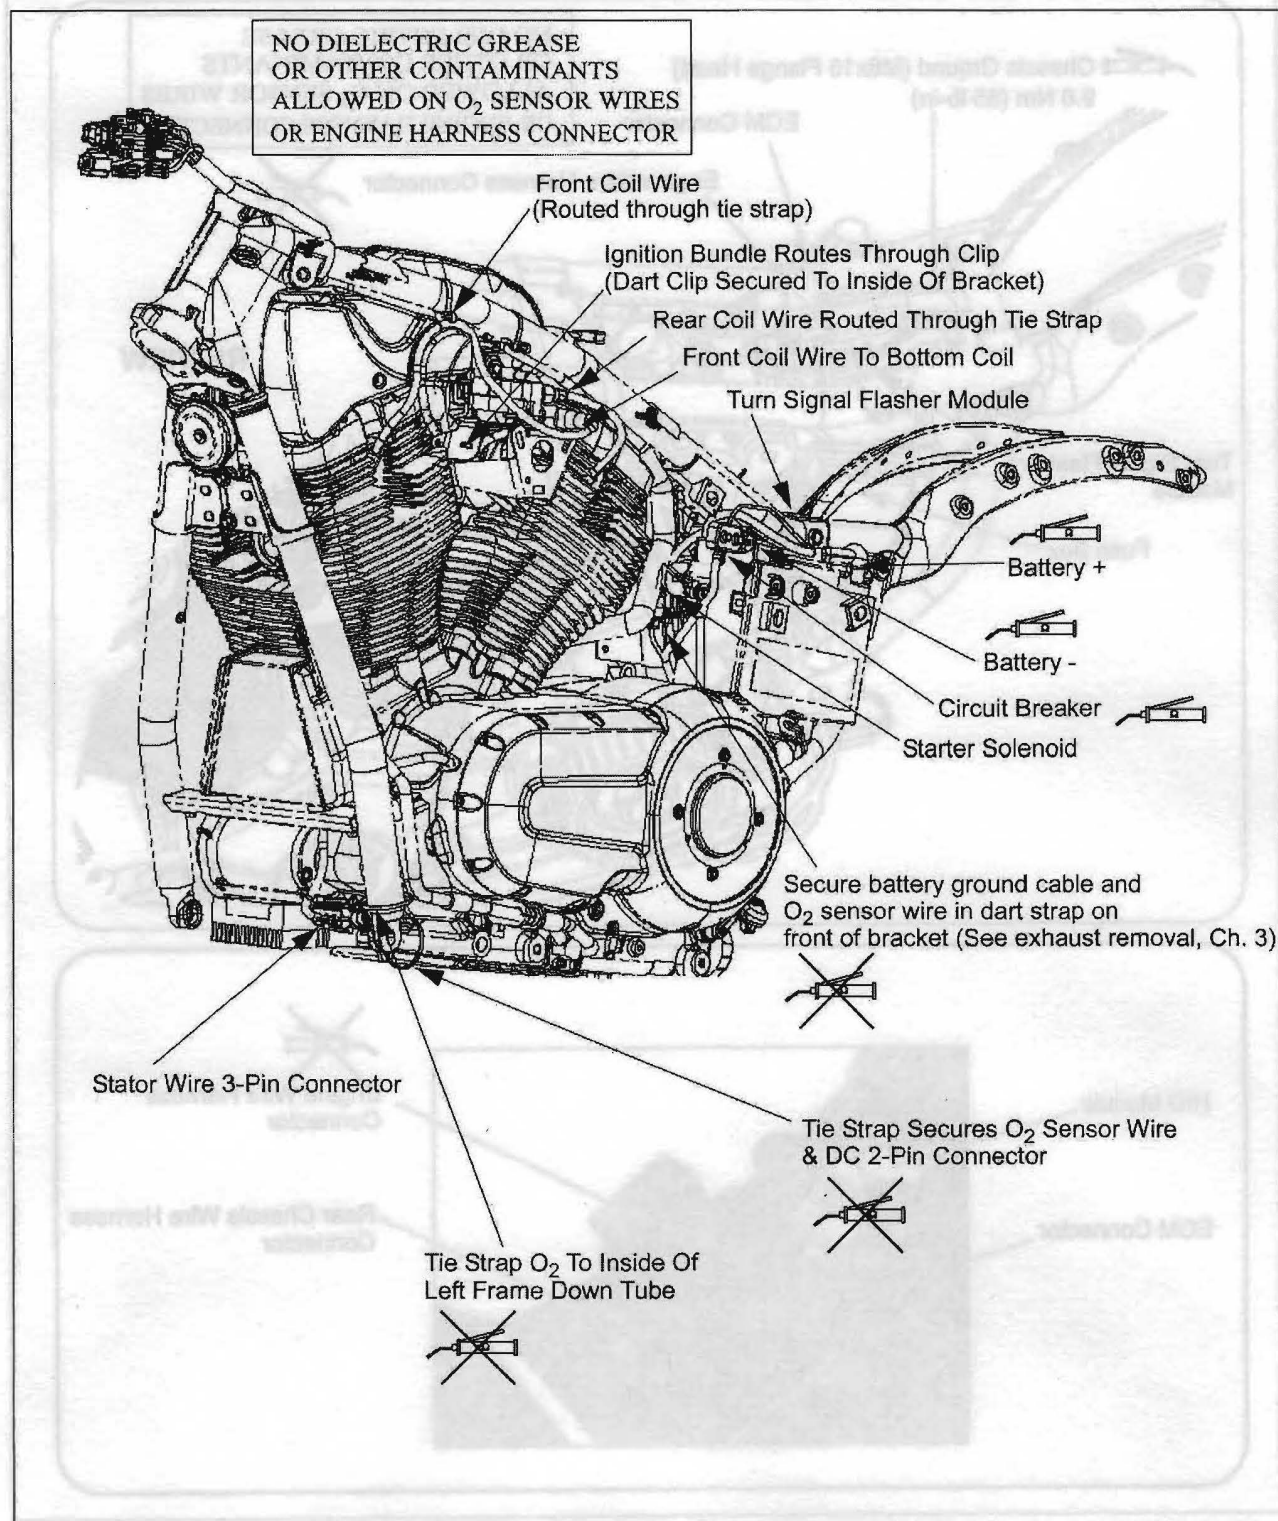 NO DIELECTRIC GREASE
OR OTHER CONTAMINANTS
ALLOWED ON O₂ SENSOR WIRES
OR ENGINE HARNESS CONNECTOR
Front Coil Wire
(Routed through tie strap)
Ignition Bundle Routes Through Clip
(Dart Clip Secured To Inside Of Bracket)
Rear Coil Wire Routed Through Tie Strap
Front Coil Wire To Bottom Coil
Turn Signal Flasher Module
Battery +
Battery -
Circuit Breaker
Starter Solenoid
Secure battery ground cable and
O₂ sensor wire in dart strap on
front of bracket (See exhaust removal, Ch. 3)
Stator Wire 3-Pin Connector
Tie Strap Secures O₂ Sensor Wire
& DC 2-Pin Connector
Tie Strap O₂ To Inside Of
Left Frame Down Tube